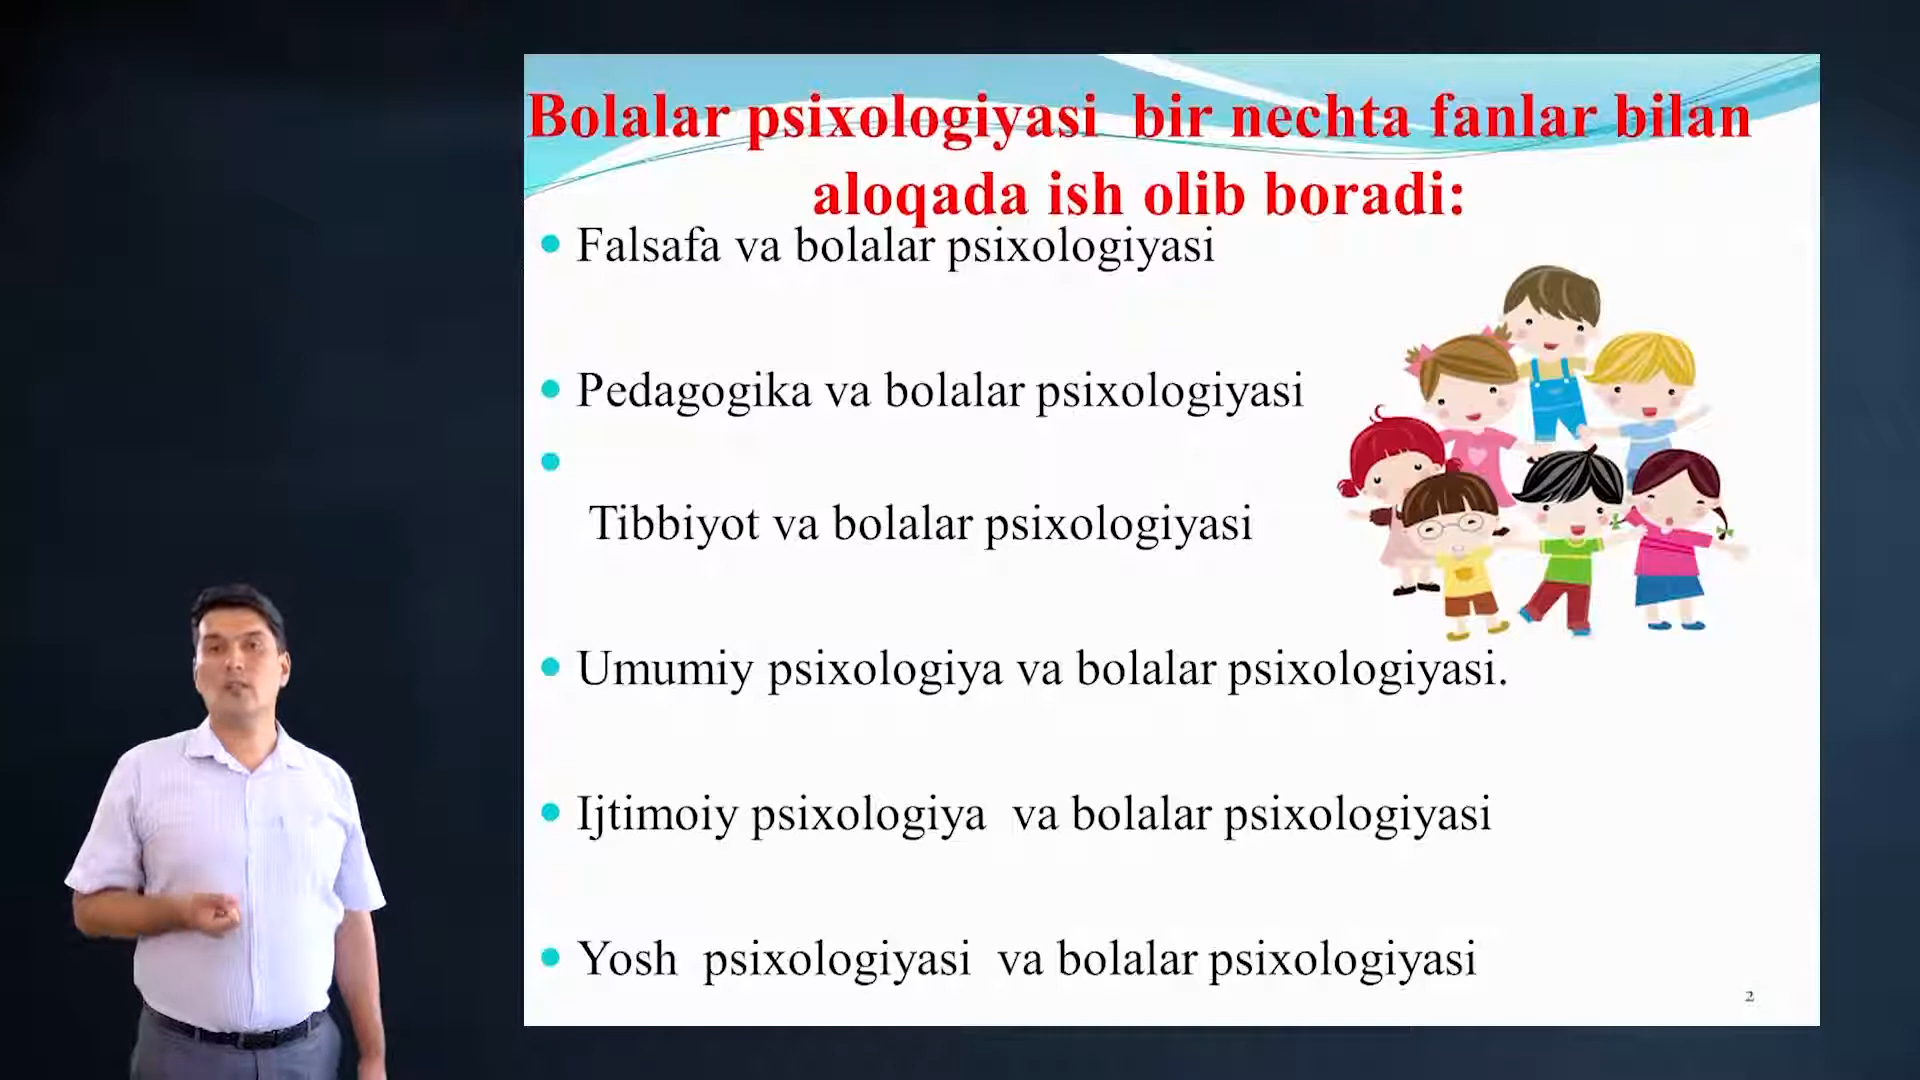 Bolalar psixologiyasi bir nechta fanlar bilan
aloqada ish olib boradi:
Falsafa va bolalar psixologiyasi
Pedagogika va bolalar psixologiyasi
Tibbiyot va bolalar psixologiyasi
Umumiy psixologiya va bolalar psixologiyasi.
Ijtimoiy psixologiya va bolalar psixologiyasi
Yosh psixologiyasi va bolalar psixologiyasi
2